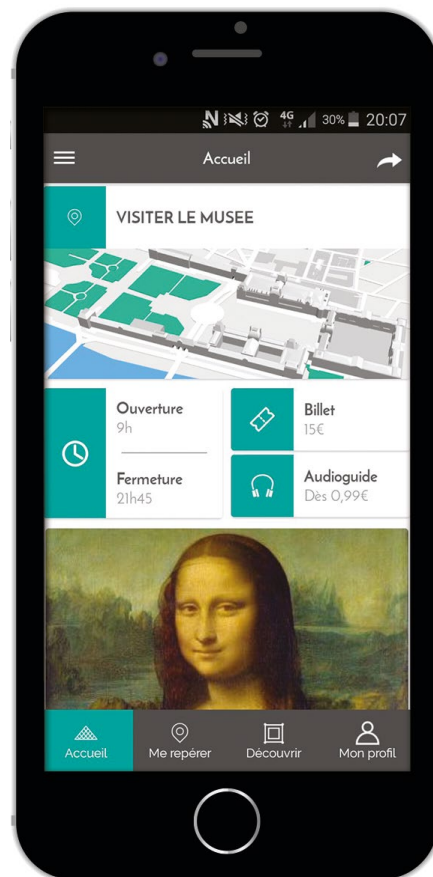 4G 30% 20:07
Accueil
VISITER LE MUSEE
Ouverture
9h
Fermeture
21h45
Billet
15€
Audioguide
Dès 0,99€
Accueil Me repérer Découvrir Mon profil